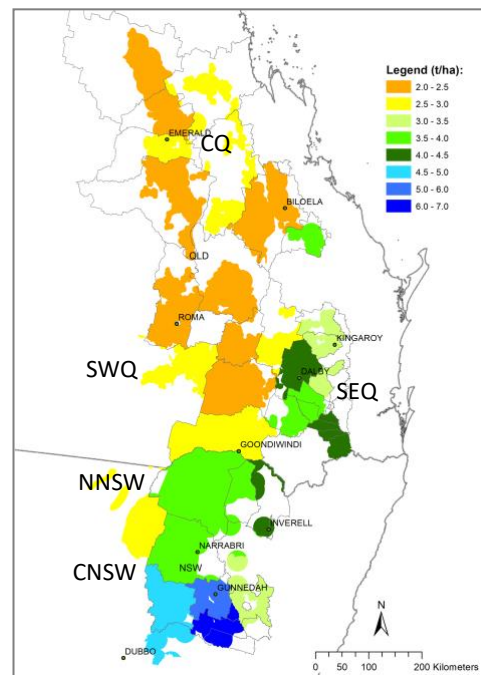 Legend (t/ha):
2.0 - 2.5
2.5 - 3.0
3.0 - 3.5
3.5 - 4.0
4.0 - 4.5
4.5 - 5.0
5.0 - 6.0
6.0 - 7.0
EMERALD
CQ
BILOELA
QLD
ROMA
KINGAROY
SWQ
DALBY
SEQ
GOONDIWINDI
NNSW
INVERELL
NARRABRI
CNSW
NSW
GUNNEDAH
N
DUBBO
0 50 100 200 Kilometers